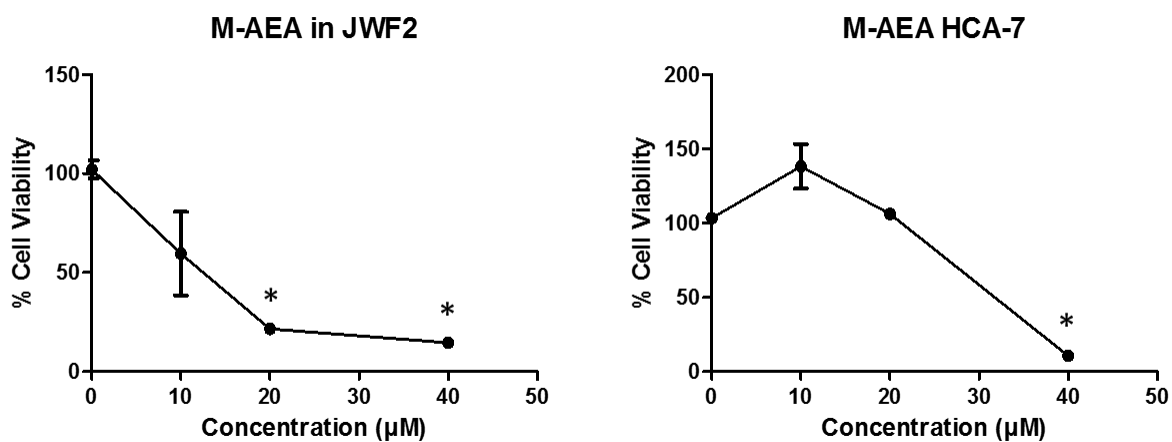 M-AEA in JWF2
150
100
50
0
% Cell Viability
*
*
0 10 20 30 40 50
Concentration (µM)
M-AEA HCA-7
200
150
100
50
0
% Cell Viability
*
0 10 20 30 40 50
Concentration (µM)